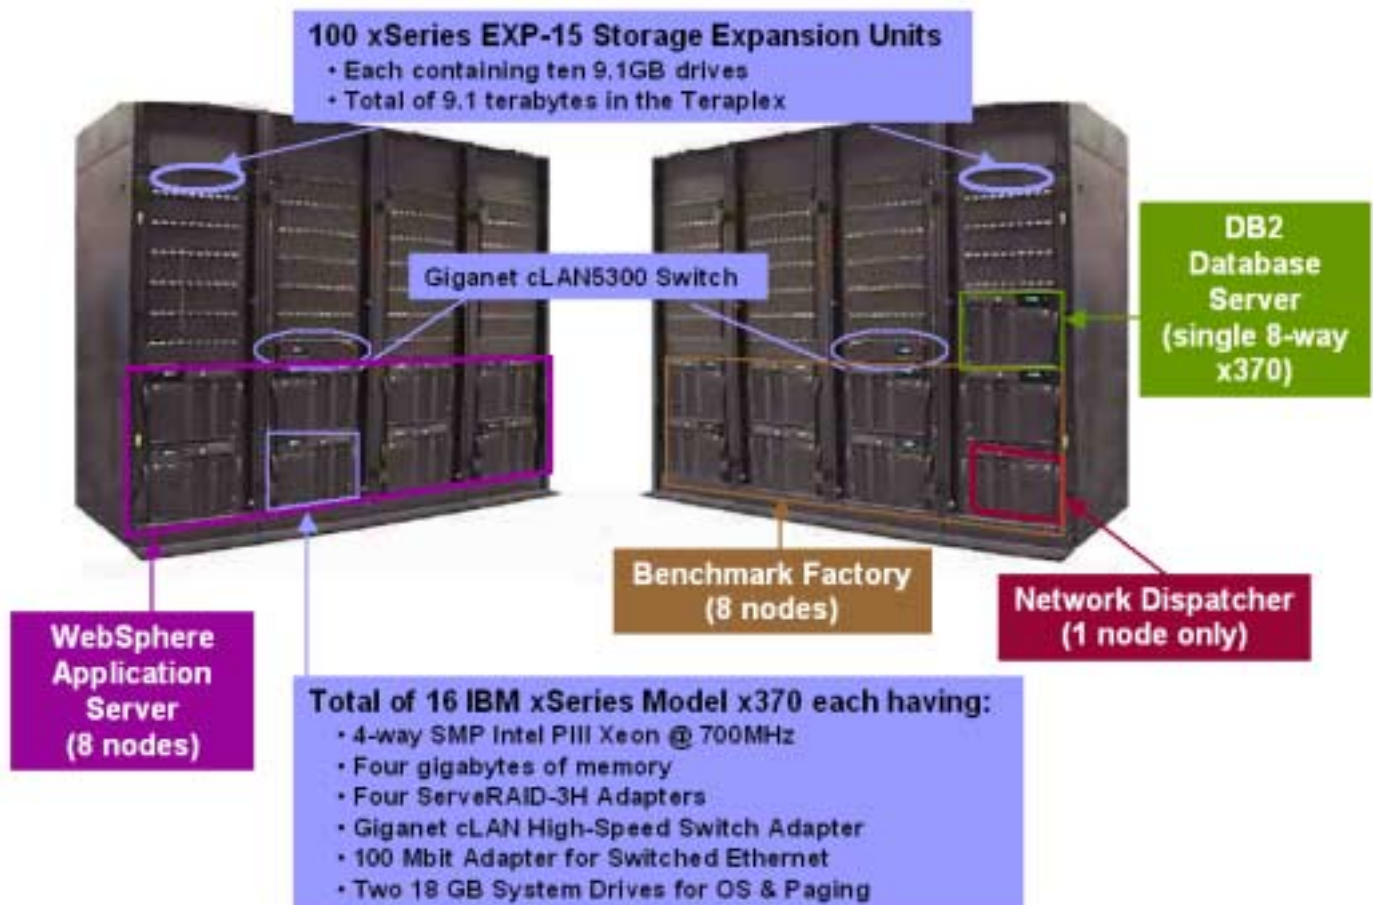 100 xSeries EXP-15 Storage Expansion Units
• Each containing ten 9.1GB drives
• Total of 9.1 terabytes in the Teraplex
Giganet cLAN5300 Switch
DB2
Database
Server
(single 8-way
x370)
Benchmark Factory
(8 nodes)
Network Dispatcher
(1 node only)
WebSphere
Application
Server
(8 nodes)
Total of 16 IBM xSeries Model x370 each having:
• 4-way SMP Intel PIII Xeon @ 700MHz
• Four gigabytes of memory
• Four ServeRAID-3H Adapters
• Giganet cLAN High-Speed Switch Adapter
• 100 Mbit Adapter for Switched Ethernet
• Two 18 GB System Drives for OS & Paging